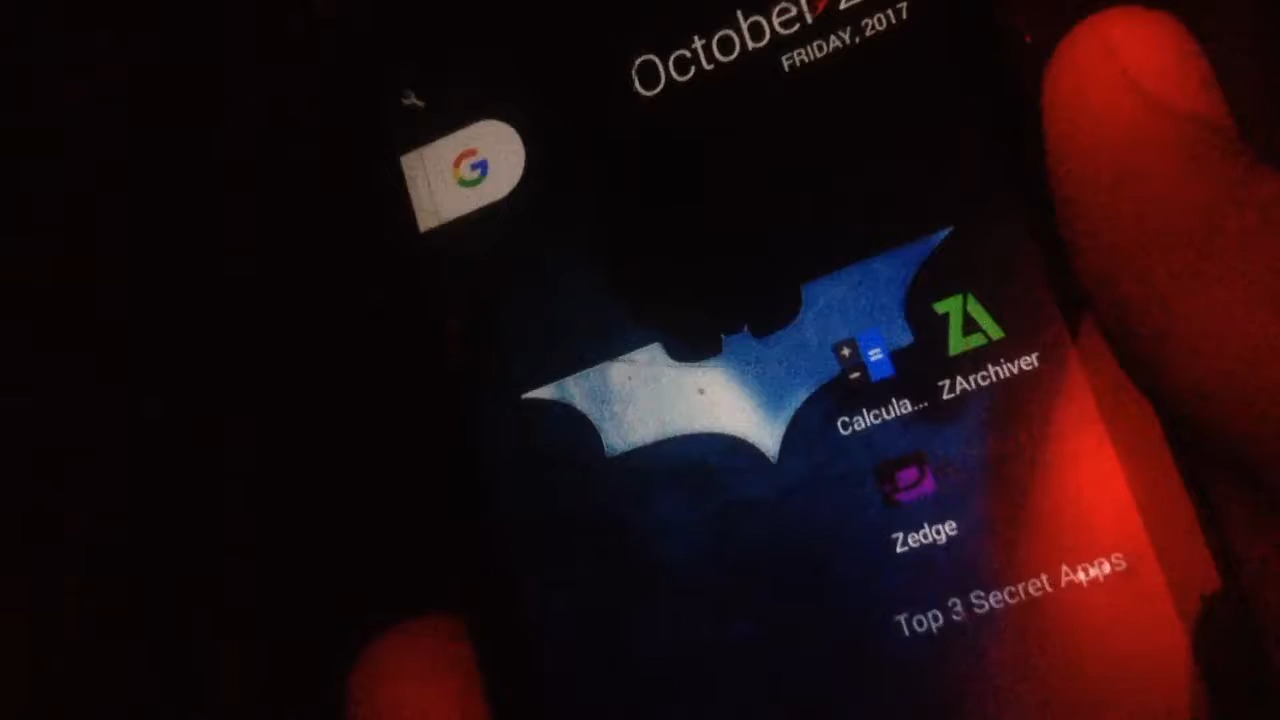 October
FRIDAY, 2017
G
ZArchiver
Calcula...
Zedge
Top 3 Secret Apps